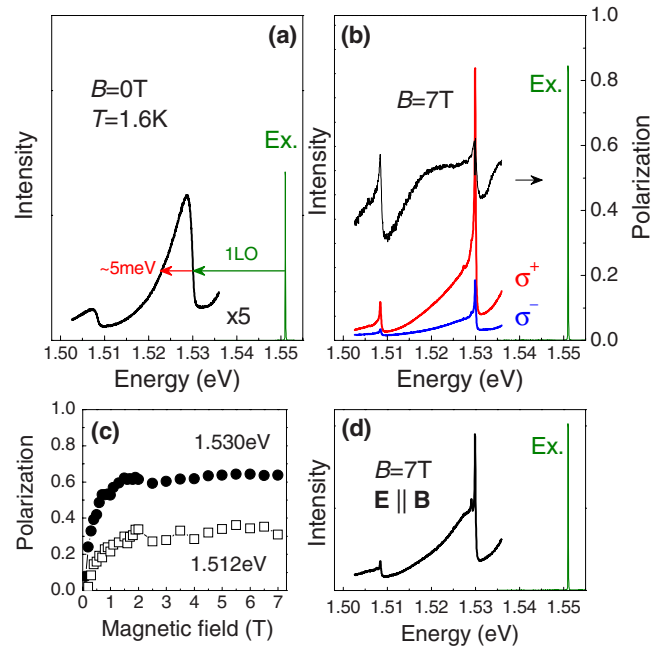 (a)
B=0T
T=1.6K
Ex.
~5meV
1LO
x5
Intensity
1.50 1.51 1.52 1.53 1.54 1.55
Energy (eV)
(b)
B=7T
Ex.
σ+
σ−
Intensity
1.50 1.51 1.52 1.53 1.54 1.55
Energy (eV)
1.0
0.8
0.6
0.4
0.2
0.0
Polarization
(c)
1.0
0.8
0.6
0.4
0.2
0.0
Polarization
1.530eV
1.512eV
0 1 2 3 4 5 6 7
Magnetic field (T)
(d)
B=7T
E || B
Ex.
Intensity
1.50 1.51 1.52 1.53 1.54 1.55
Energy (eV)